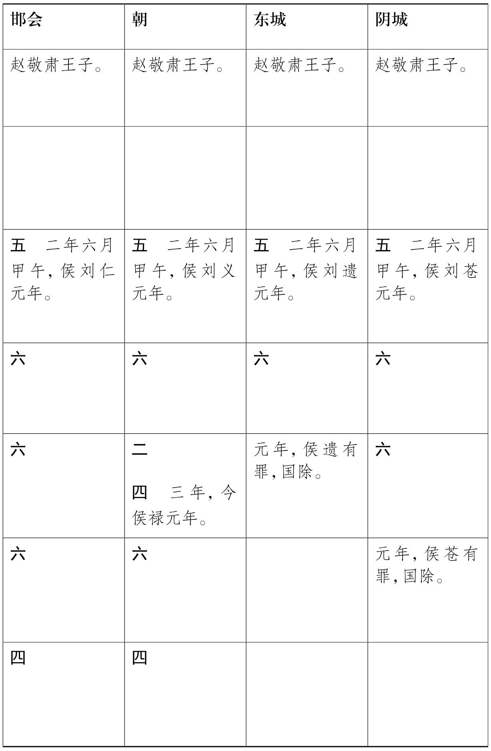 邯会 朝 东城 阴城
赵敬肃王子。 赵敬肃王子。 赵敬肃王子。 赵敬肃王子。
五 二年六月 五 二年六月 五 二年六月 五 二年六月
甲午，侯刘仁 甲午，侯刘义 甲午，侯刘遗 甲午，侯刘苍
元年。 元年。 元年。 元年。
六 六 六 六
六 二 元年，侯遗有 六
罪，国除。
四 三年，今
侯禄元年。
六 六 元年，侯苍有
罪，国除。
四 四